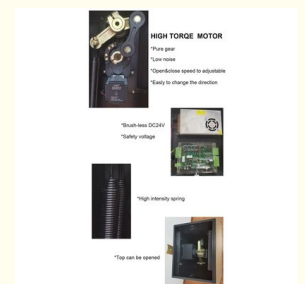 HIGH TORQE MOTOR
*Pure gear
*Low noise
*Open&close speed to adjustable
*Easily to change the direction
*Brush-less DC24V
*Safety voltage
*High intensity spring
*Top can be opened